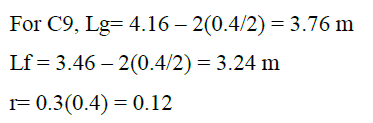 For C9, Lg= 4.16 – 2(0.4/2) = 3.76 m
Lf = 3.46 – 2(0.4/2) = 3.24 m
r= 0.3(0.4) = 0.12